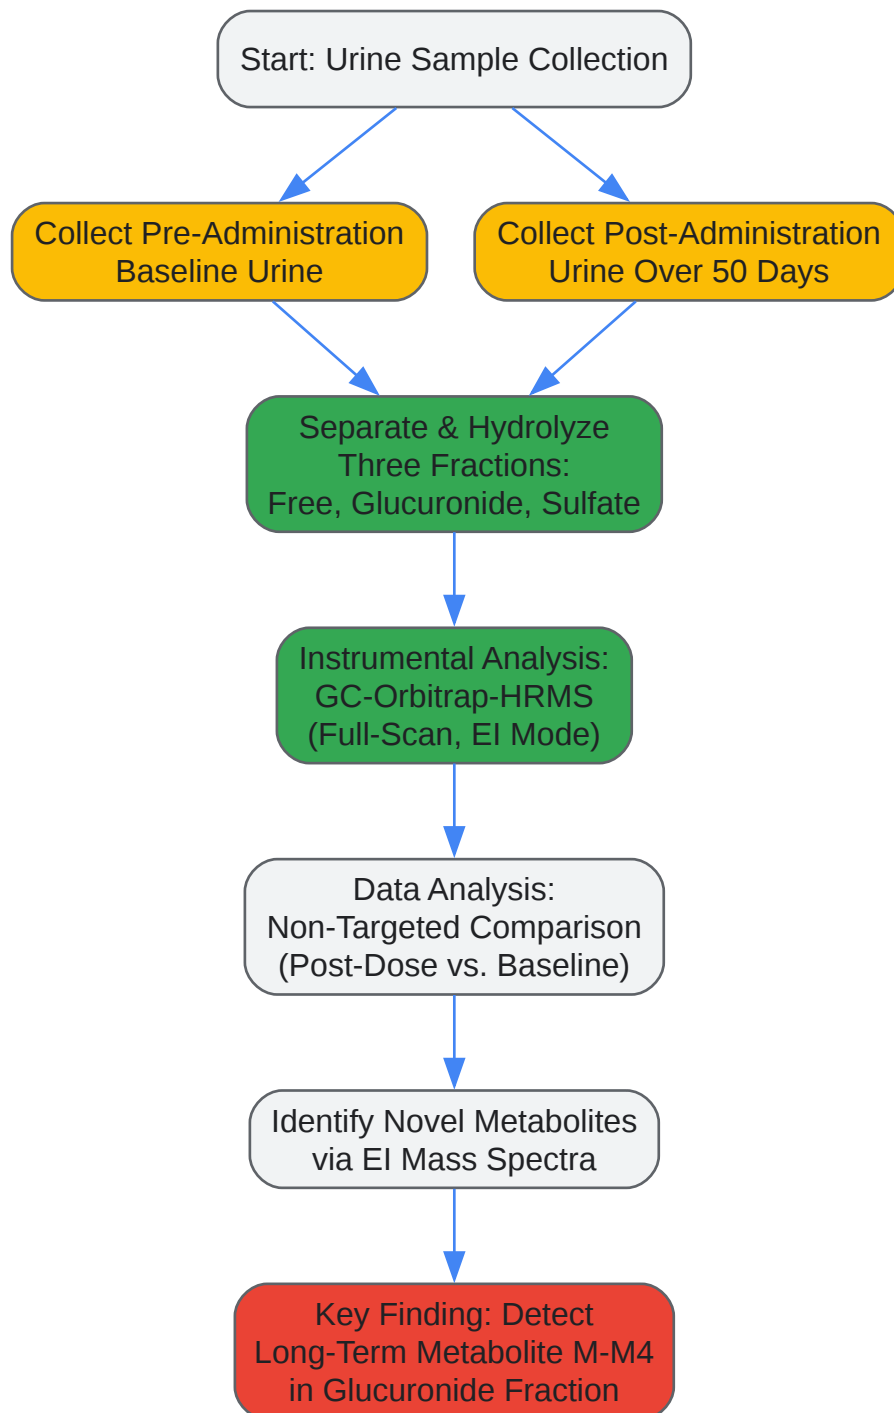 Start: Urine Sample Collection
Collect Pre-Administration
Baseline Urine
Collect Post-Administration
Urine Over 50 Days
Separate & Hydrolyze
Three Fractions:
Free, Glucuronide, Sulfate
Instrumental Analysis:
GC-Orbitrap-HRMS
(Full-Scan, EI Mode)
Data Analysis:
Non-Targeted Comparison
(Post-Dose vs. Baseline)
Identify Novel Metabolites
via EI Mass Spectra
Key Finding: Detect
Long-Term Metabolite M-M4
in Glucuronide Fraction